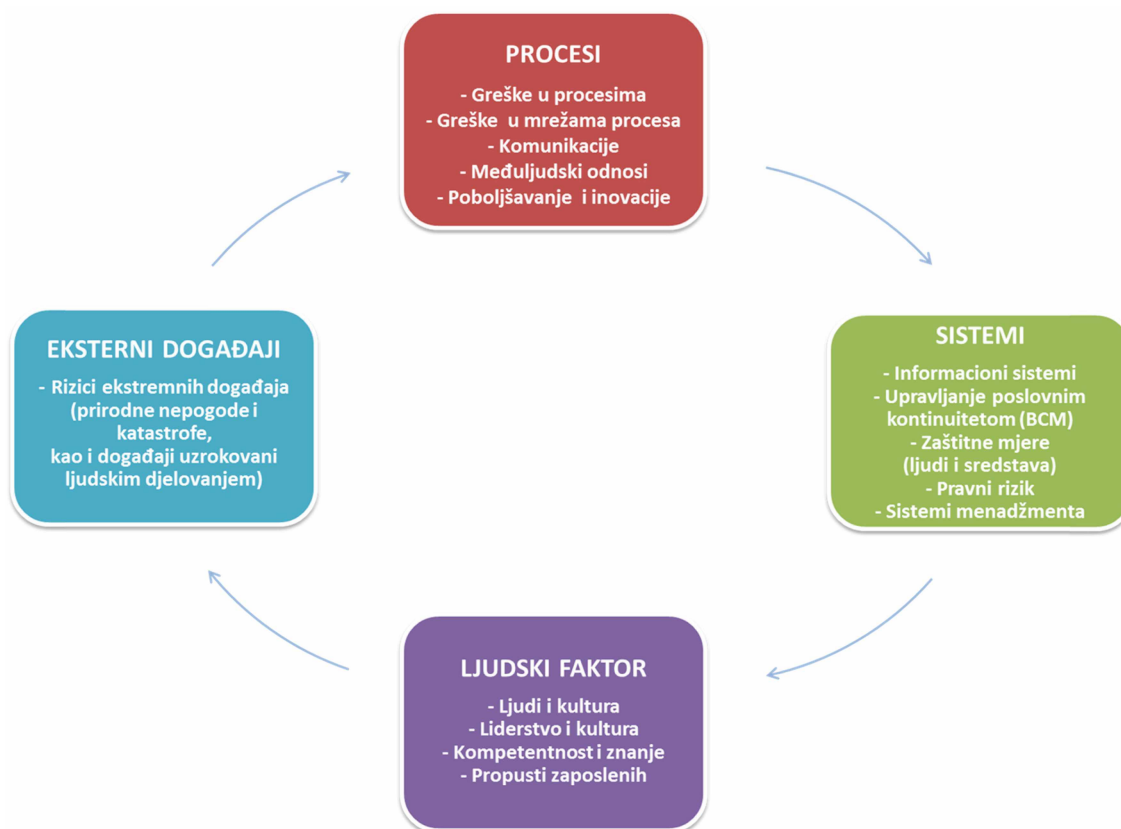 PROCESI
- Greške u procesima
- Greške u mrežama procesa
- Komunikacije
- Međuljudski odnosi
- Poboljšavanje i inovacije
SISTEMI
- Informacioni sistemi
- Upravljanje poslovnim
kontinuitetom (BCM)
- Zaštitne mjere
(ljudi i sredstava)
- Pravni rizik
- Sistemi menadžmenta
LJUDSKI FAKTOR
- Ljudi i kultura
- Liderstvo i kultura
- Kompetentnost i znanje
- Propusti zaposlenih
EKSTERNI DOGAĐAJI
- Rizici ekstremnih događaja
(prirodne nepogode i
katastrofe,
kao i događaji uzrokovani
ljudskim djelovanjem)